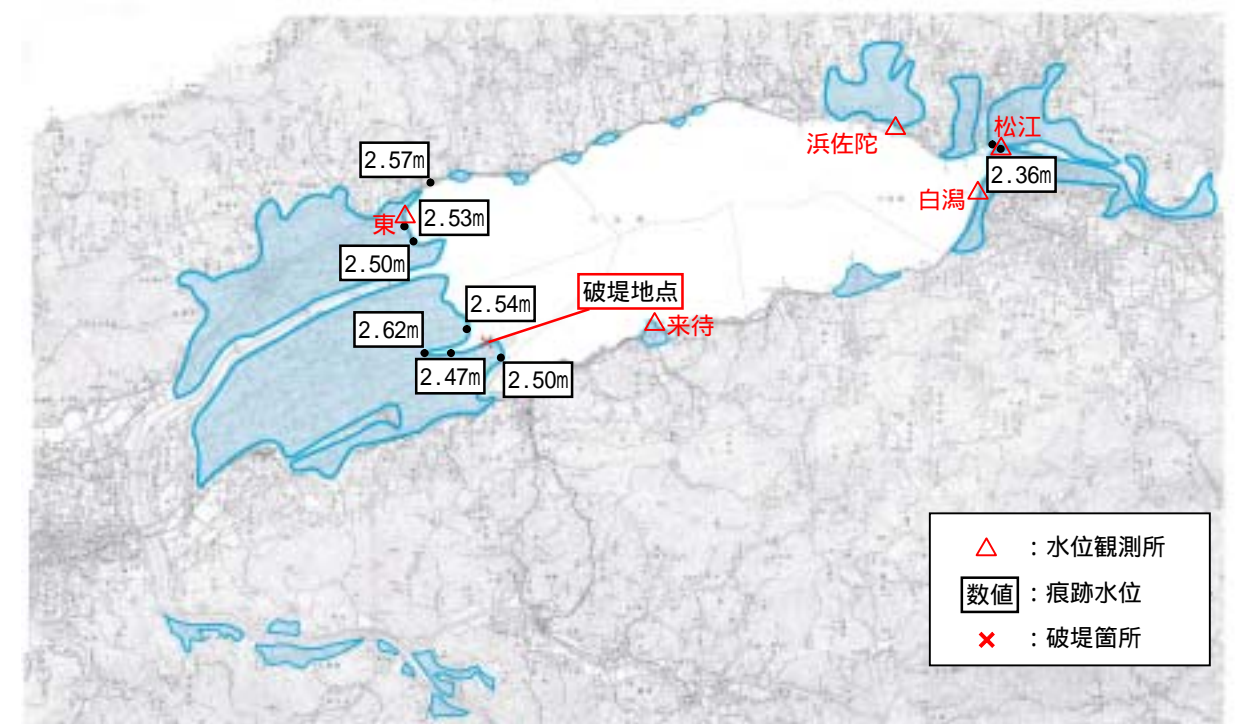 浜佐陀
松江
2.36m
白潟
2.57m
東
2.53m
2.50m
破堤地点
2.54m
2.62m
来待
2.47m
2.50m
△ :水位観測所
数値 :痕跡水位
× :破堤箇所